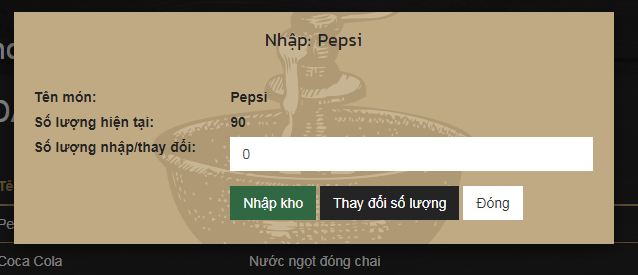 Nhập: Pepsi
Tên món: Pepsi
Số lượng hiện tại: 90
Số lượng nhập/thay đổi: 0
Nhập kho Thay đổi số lượng Đóng
Coca Cola Nước ngọt đóng chai